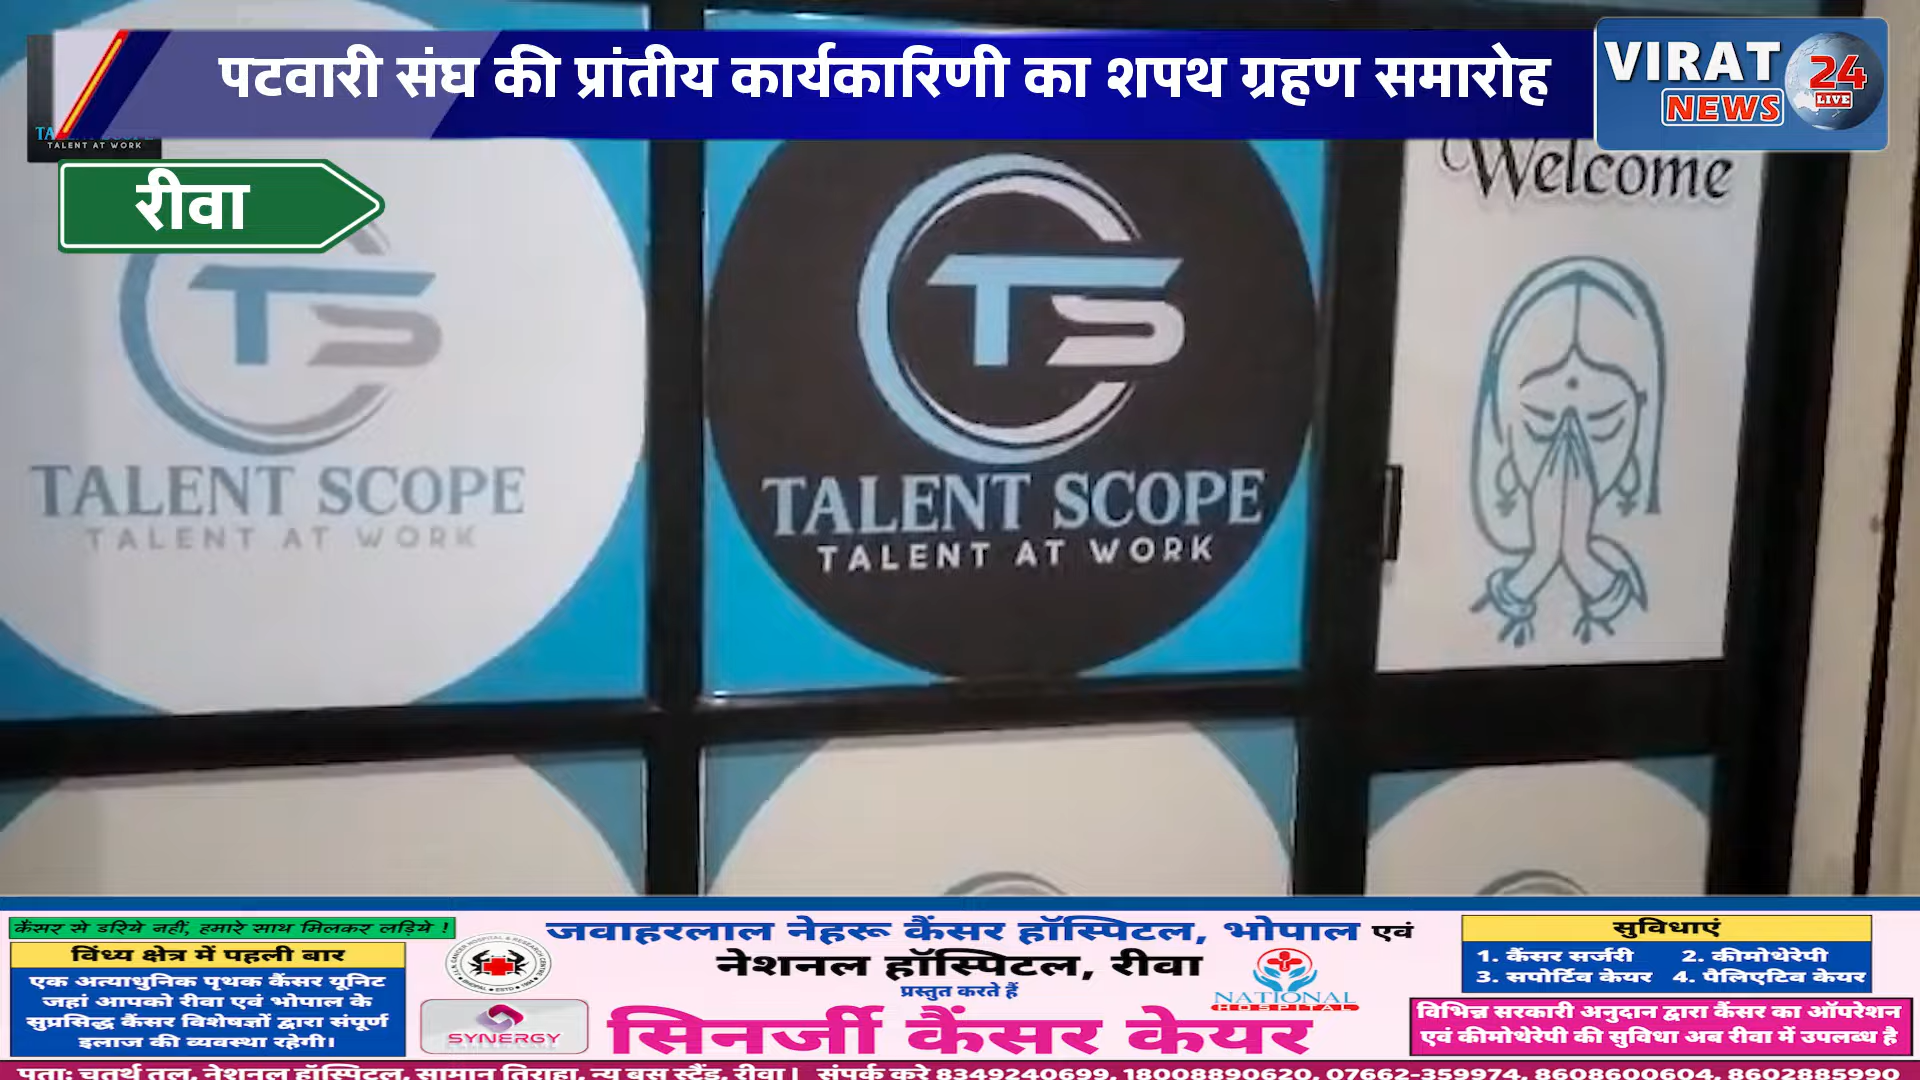 पटवारी संघ की प्रांतीय कार्यकारिणी का शपथ ग्रहण समारोह
VIRAT
24
LIVE
NEWS
TALENT AT WORK
रीवा
Welcome
TS
TALENT SCOPE
TALENT AT WORK
TS
TALENT SCOPE
TALENT AT WORK
कैंसर से डरिये नहीं, हमारे साथ मिलकर लड़िये !
विंध्य क्षेत्र में पहली बार
एक अत्याधुनिक पृथक कैंसर यूनिट
जहां आपको रीवा एवं भोपाल के
सुप्रसिद्ध कैंसर विशेषज्ञों द्वारा संपूर्ण
इलाज की व्यवस्था रहेगी।
जवाहरलाल नेहरू कैंसर हॉस्पिटल, भोपाल एवं
नेशनल हॉस्पिटल, रीवा
प्रस्तुत करते हैं
NATIONAL
HOSPITAL
SYNERGY
सिनर्जी कैंसर केयर
सुविधाएं
1. कैंसर सर्जरी 2. कीमोथेरेपी
3. सपोर्टिव केयर 4. पैलिएटिव केयर
विभिन्न सरकारी अनुदान द्वारा कैंसर का ऑपरेशन
एवं कीमोथेरेपी की सुविधा अब रीवा में उपलब्ध है
पता: चतुर्थ तल, नेशनल हॉस्पिटल, सामान तिराहा, न्यू बस स्टैंड, रीवा। संपर्क करे 8349240699, 18008890620, 07662-359974, 8608600604, 8602885990